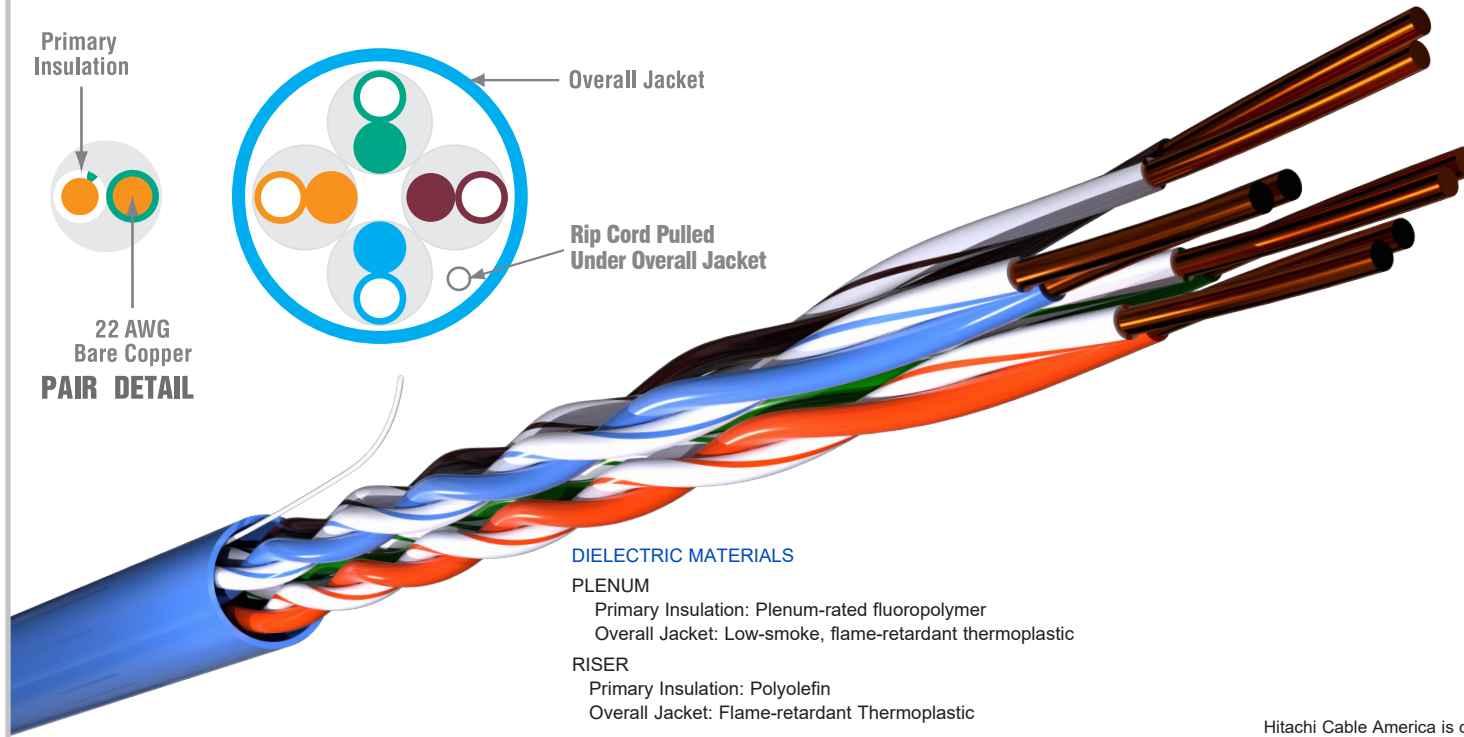 Primary
Insulation
Overall Jacket
Rip Cord Pulled
Under Overall Jacket
22 AWG
Bare Copper
PAIR DETAIL
DIELECTRIC MATERIALS
PLENUM
Primary Insulation: Plenum-rated fluoropolymer
Overall Jacket: Low-smoke, flame-retardant thermoplastic
RISER
Primary Insulation: Polyolefin
Overall Jacket: Flame-retardant Thermoplastic
Hitachi Cable America is